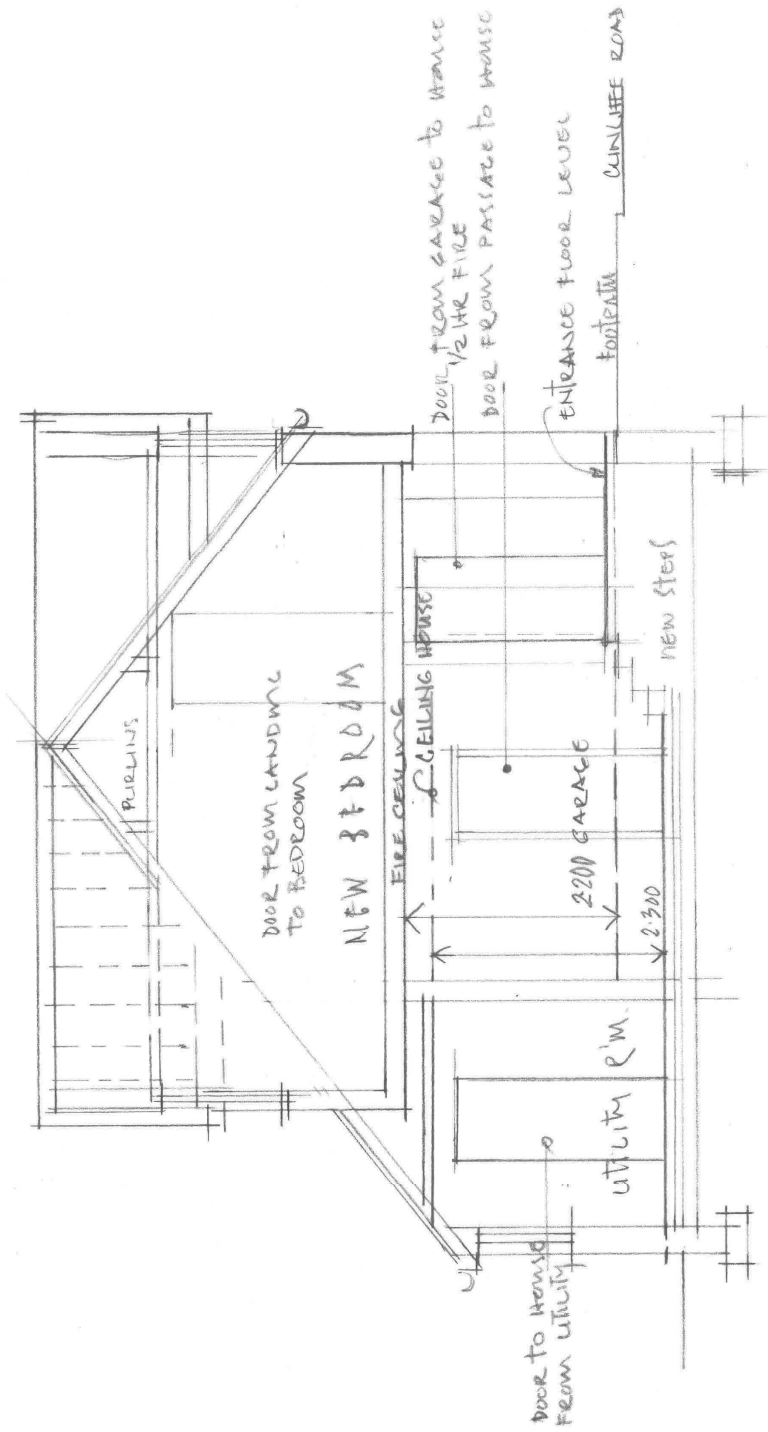 PURLINS
DOOR FROM LANDING
TO BEDROOM
NEW BEDROOM
FIRE CEILING
CEILING HOUSE
2200 GARAGE
2.300
UTILITY R'M.
DOOR TO HOUSE
FROM UTILITY
NEW STEPS
DOOR FROM GARAGE to HOUSE
1/2 HR FIRE
DOOR FROM PASSAGE to HOUSE
ENTRANCE FLOOR LEVEL
FOOTPATH
CUNLIFFE ROAD